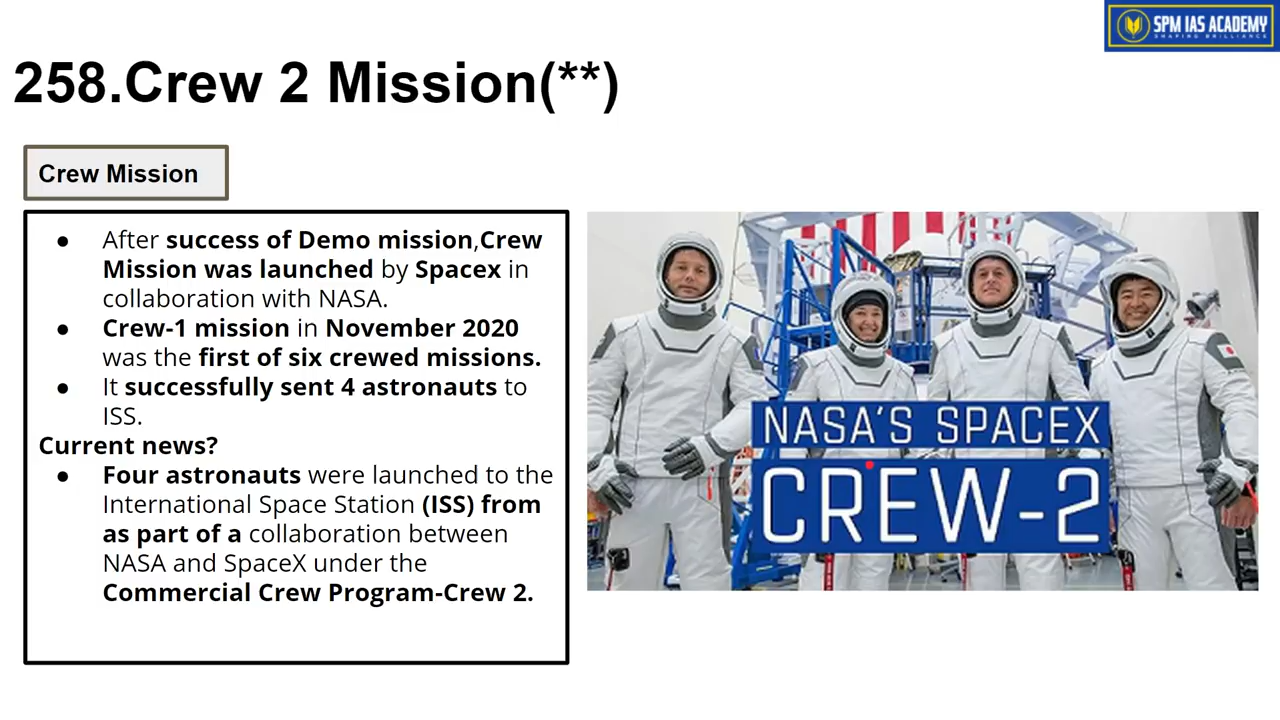 SPM IAS ACADEMY
SHAPING BRILLIANCE
258.Crew 2 Mission(**)
Crew Mission
● After success of Demo mission,Crew
Mission was launched by Spacex in
collaboration with NASA.
● Crew-1 mission in November 2020
was the first of six crewed missions.
● It successfully sent 4 astronauts to
ISS.
Current news?
● Four astronauts were launched to the
International Space Station (ISS) from
as part of a collaboration between
NASA and SpaceX under the
Commercial Crew Program-Crew 2.
NASA'S SPACEX
CREW-2